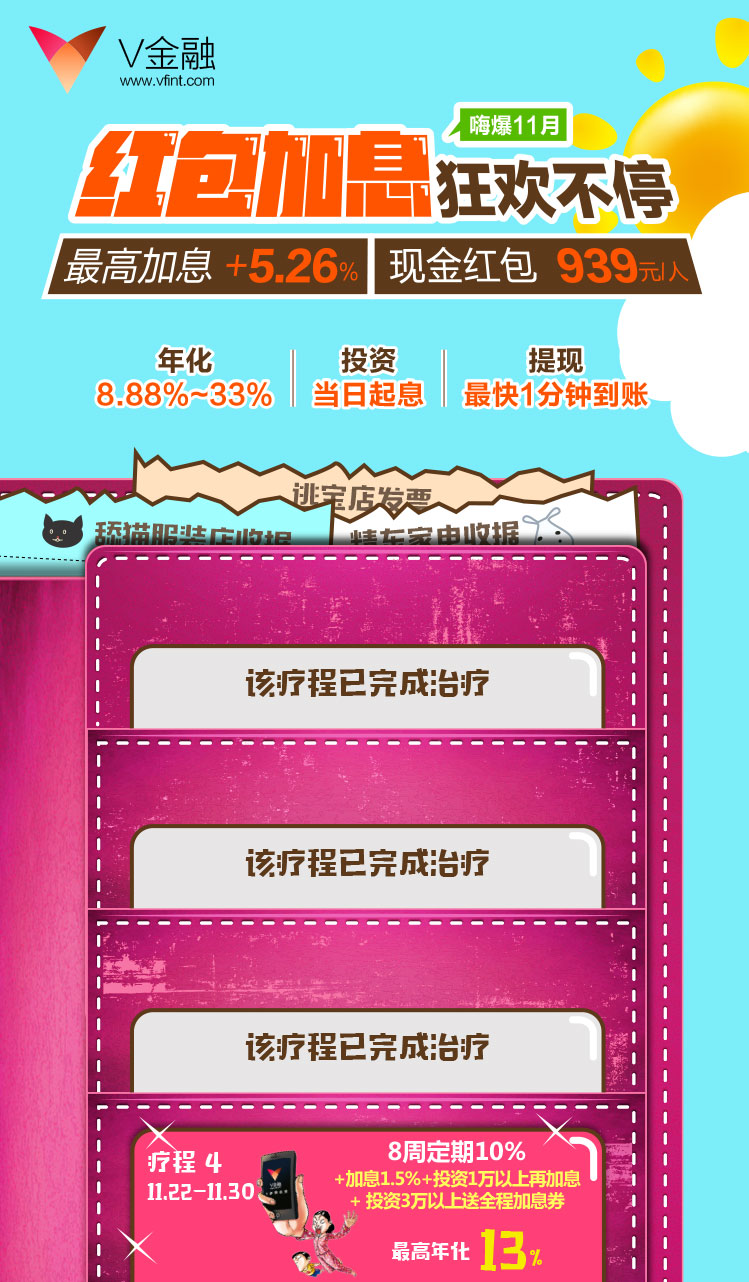 V金融
www.vfint.com
嗨爆11月
红包加息 狂欢不停
最高加息 +5.26% 现金红包 939元/人
年化 投资 提现
8.88%~33% 当日起息 最快1分钟到账
逃宝店发票
舔猫服装店收据 精东家电收据
该疗程已完成治疗
该疗程已完成治疗
该疗程已完成治疗
疗程 4
11.22-11.30
V金融
8周定期10%
+加息1.5%+投资1万以上再加息
+ 投资3万以上送全程加息券
最高年化 13%